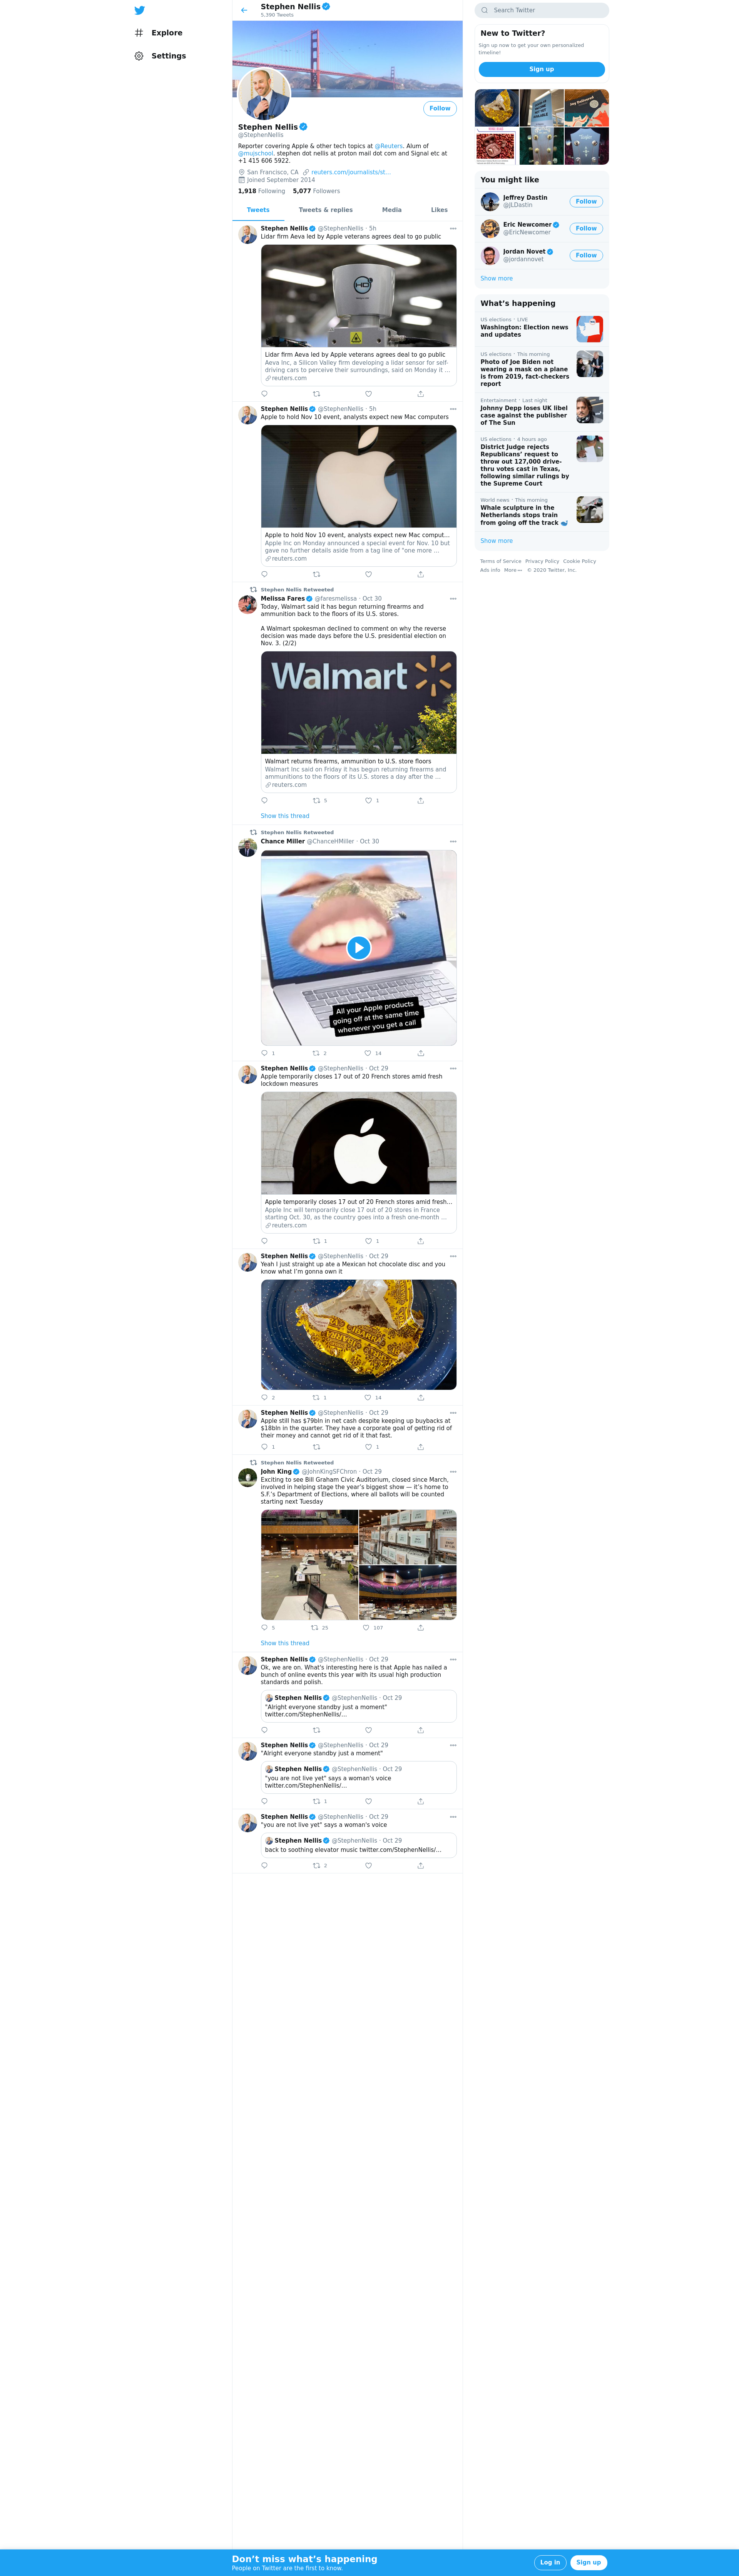 Explore
Settings
Stephen Nellis
5,390 Tweets
Follow
Stephen Nellis
@StephenNellis
Reporter covering Apple & other tech topics at @Reuters. Alum of
@mujschool. stephen dot nellis at proton mail dot com and Signal etc at
+1 415 606 5922.
San Francisco, CA reuters.com/journalists/st...
Joined September 2014
1,918 Following 5,077 Followers
Tweets Tweets & replies Media Likes
Stephen Nellis @StephenNellis · 5h
Lidar firm Aeva led by Apple veterans agrees deal to go public
Lidar firm Aeva led by Apple veterans agrees deal to go public
Aeva Inc, a Silicon Valley firm developing a lidar sensor for self-
driving cars to perceive their surroundings, said on Monday it ...
reuters.com
Stephen Nellis @StephenNellis · 5h
Apple to hold Nov 10 event, analysts expect new Mac computers
Apple to hold Nov 10 event, analysts expect new Mac comput...
Apple Inc on Monday announced a special event for Nov. 10 but
gave no further details aside from a tag line of "one more ...
reuters.com
Stephen Nellis Retweeted
Melissa Fares @faresmelissa · Oct 30
Today, Walmart said it has begun returning firearms and
ammunition back to the floors of its U.S. stores.
A Walmart spokesman declined to comment on why the reverse
decision was made days before the U.S. presidential election on
Nov. 3. (2/2)
Walmart
Walmart returns firearms, ammunition to U.S. store floors
Walmart Inc said on Friday it has begun returning firearms and
ammunitions to the floors of its U.S. stores a day after the ...
reuters.com
5 1
Show this thread
Stephen Nellis Retweeted
Chance Miller @ChanceHMiller · Oct 30
All your Apple products
going off at the same time
whenever you get a call
1 2 14
Stephen Nellis @StephenNellis · Oct 29
Apple temporarily closes 17 out of 20 French stores amid fresh
lockdown measures
Apple temporarily closes 17 out of 20 French stores amid fresh...
Apple Inc will temporarily close 17 out of 20 stores in France
starting Oct. 30, as the country goes into a fresh one-month ...
reuters.com
1 1
Stephen Nellis @StephenNellis · Oct 29
Yeah I just straight up ate a Mexican hot chocolate disc and you
know what I'm gonna own it
2 1 14
Stephen Nellis @StephenNellis · Oct 29
Apple still has $79bln in net cash despite keeping up buybacks at
$18bln in the quarter. They have a corporate goal of getting rid of
their money and cannot get rid of it that fast.
1 1
Stephen Nellis Retweeted
John King @JohnKingSFChron · Oct 29
Exciting to see Bill Graham Civic Auditorium, closed since March,
involved in helping stage the year's biggest show — it's home to
S.F.'s Department of Elections, where all ballots will be counted
starting next Tuesday
5 25 107
Show this thread
Stephen Nellis @StephenNellis · Oct 29
Ok, we are on. What's interesting here is that Apple has nailed a
bunch of online events this year with its usual high production
standards and polish.
Stephen Nellis @StephenNellis · Oct 29
"Alright everyone standby just a moment"
twitter.com/StephenNellis/...
Stephen Nellis @StephenNellis · Oct 29
"Alright everyone standby just a moment"
Stephen Nellis @StephenNellis · Oct 29
"you are not live yet" says a woman's voice
twitter.com/StephenNellis/...
1
Stephen Nellis @StephenNellis · Oct 29
"you are not live yet" says a woman's voice
Stephen Nellis @StephenNellis · Oct 29
back to soothing elevator music twitter.com/StephenNellis/...
2
Search Twitter
New to Twitter?
Sign up now to get your own personalized
timeline!
Sign up
You might like
Jeffrey Dastin
@JLDastin
Follow
Eric Newcomer
@EricNewcomer
Follow
Jordan Novet
@jordannovet
Follow
Show more
What's happening
US elections · LIVE
Washington: Election news
and updates
US elections · This morning
Photo of Joe Biden not
wearing a mask on a plane
is from 2019, fact-checkers
report
Entertainment · Last night
Johnny Depp loses UK libel
case against the publisher
of The Sun
US elections · 4 hours ago
District Judge rejects
Republicans' request to
throw out 127,000 drive-
thru votes cast in Texas,
following similar rulings by
the Supreme Court
World news · This morning
Whale sculpture in the
Netherlands stops train
from going off the track 🐳
Show more
Terms of Service Privacy Policy Cookie Policy
Ads info More © 2020 Twitter, Inc.
Don't miss what's happening
People on Twitter are the first to know.
Log in
Sign up